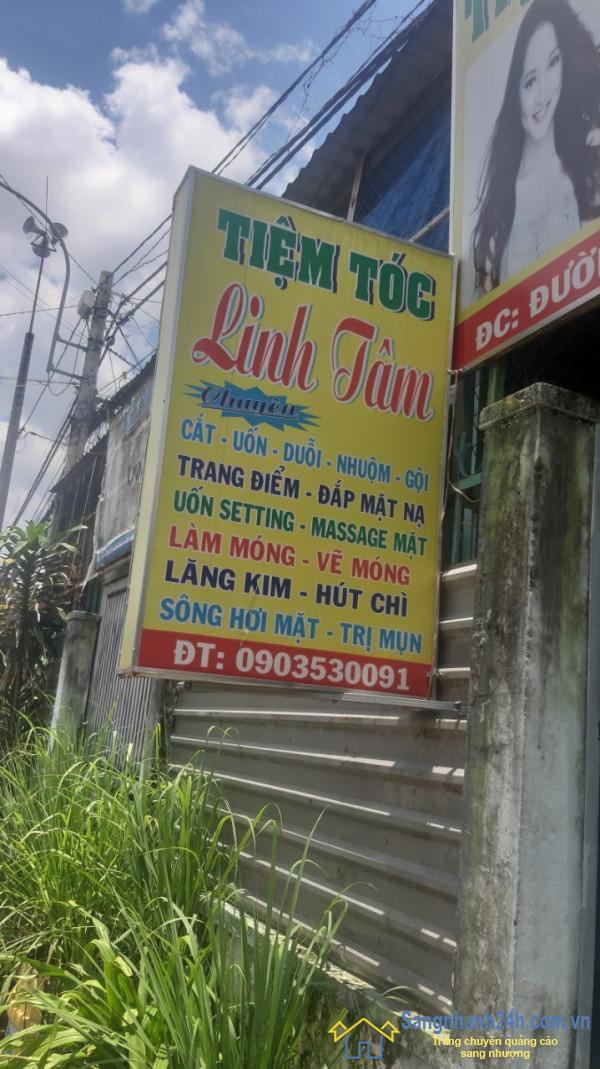 TIỆM TÓC
Linh Tâm
Chuyên
CẮT - UỐN - DUỖI - NHUỘM - GỘI
TRANG ĐIỂM - ĐẮP MẶT NẠ
UỐN SETTING - MASSAGE MẶT
LÀM MÓNG - VẼ MÓNG
LĂNG KIM - HÚT CHÌ
SÔNG HƠI MẶT - TRỊ MỤN
ĐT: 0903530091
ĐC: ĐƯỜ
Sangnhanh24h.com.vn
Trang chuyên quảng cáo
sang nhượng